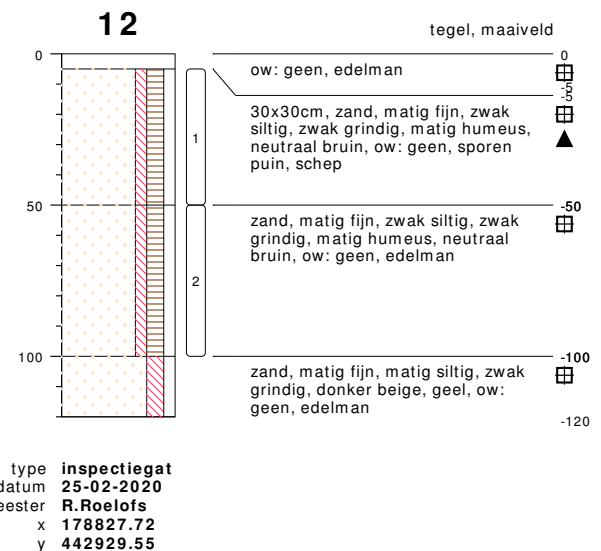 12
tegel, maaiveld
0
0
ow: geen, edelman
-5
-5
30x30cm, zand, matig fijn, zwak
siltig, zwak grindig, matig humeus,
neutraal bruin, ow: geen, sporen
puin, schep
1
50
-50
zand, matig fijn, zwak siltig, zwak
grindig, matig humeus, neutraal
bruin, ow: geen, edelman
2
100
-100
zand, matig fijn, matig siltig, zwak
grindig, donker beige, geel, ow:
geen, edelman
-120
type inspectiegat
datum 25-02-2020
eester R.Roelofs
x 178827.72
y 442929.55